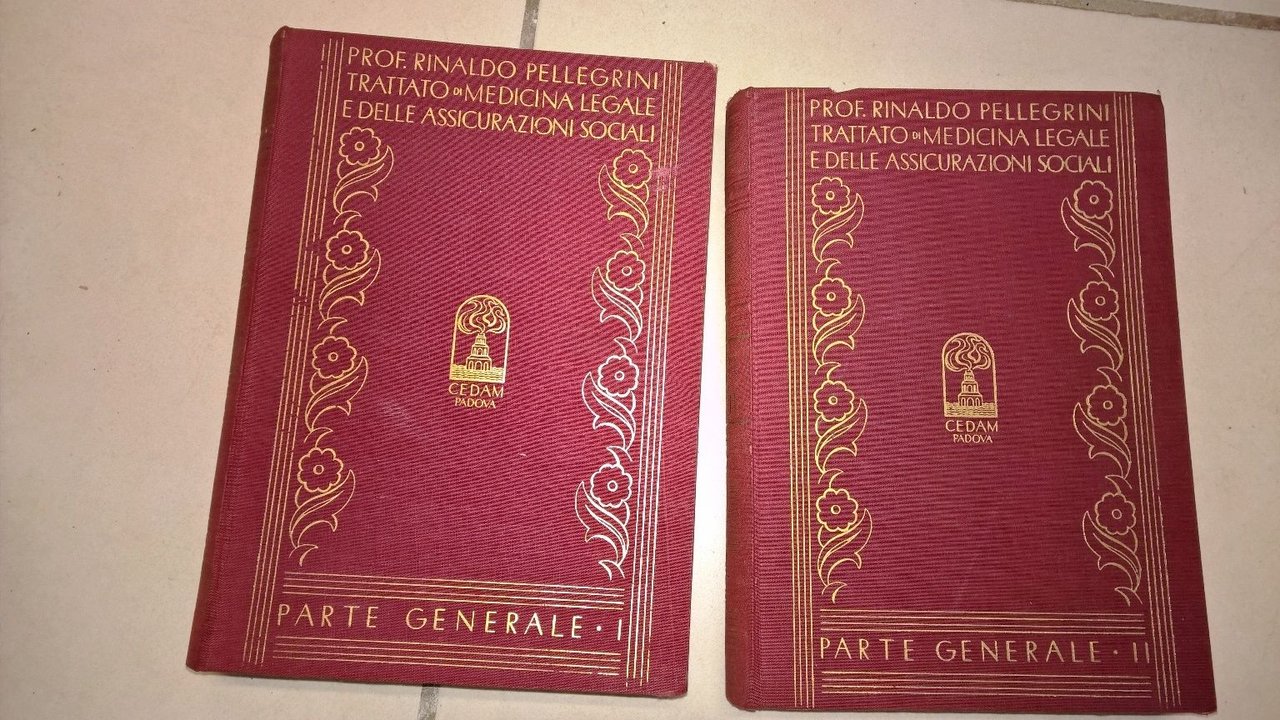 PROF. RINALDO PELLEGRINI
TRATTATO DI MEDICINA LEGALE
E DELLE ASSICURAZIONI SOCIALI
CEDAM
PADOVA
PARTE GENERALE · I
PROF. RINALDO PELLEGRINI
TRATTATO DI MEDICINA LEGALE
E DELLE ASSICURAZIONI SOCIALI
CEDAM
PADOVA
PARTE GENERALE · II